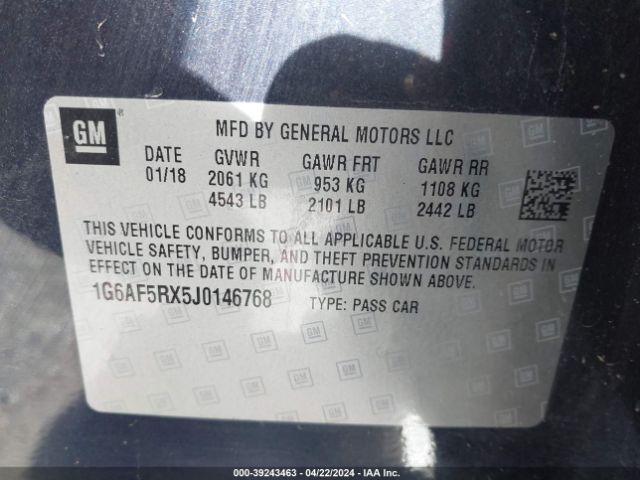 GM
MFD BY GENERAL MOTORS LLC
DATE GVWR GAWR FRT GAWR RR
01/18 2061 KG 953 KG 1108 KG
4543 LB 2101 LB 2442 LB
THIS VEHICLE CONFORMS TO ALL APPLICABLE U.S. FEDERAL MOTOR
VEHICLE SAFETY, BUMPER, AND THEFT PREVENTION STANDARDS IN
EFFECT ON THE DATE OF MANUFACTURE SHOWN ABOVE.
1G6AF5RX5J0146768 TYPE: PASS CAR
000-39243463 - 04/22/2024 - IAA Inc.